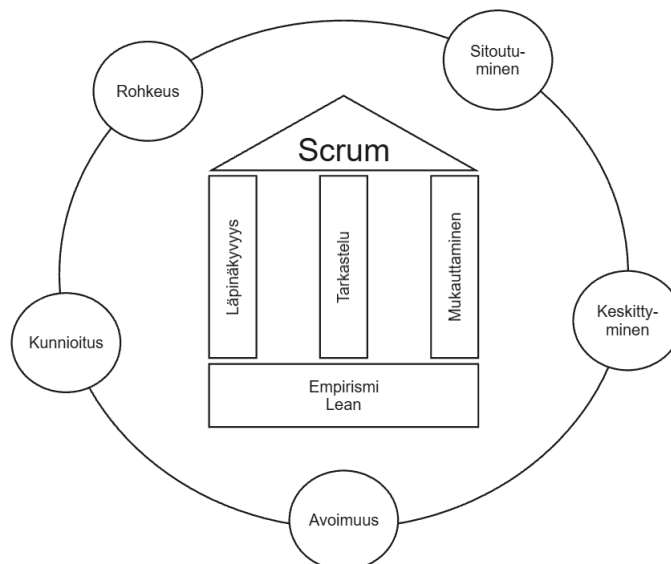 Sitoutu-
minen
Rohkeus
Scrum
Läpinäkyvyys
Tarkastelu
Mukauttaminen
Keskitty-
minen
Kunnioitus
Empirismi
Lean
Avoimuus